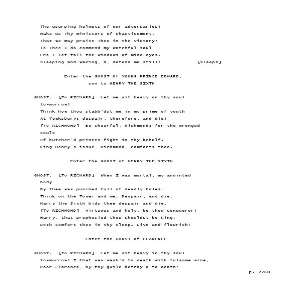 The usurping helmets of our adversaries!
Make us thy ministers of chastisement,
That we may praise thee in the victory!
To thee I do commend my watchful soul
Ere I let fall the windows of mine eyes.
Sleeping and waking, O, defend me still! [Sleeps]
Enter the GHOST OF YOUNG PRINCE EDWARD,
son to HENRY THE SIXTH
GHOST. [To RICHARD] Let me sit heavy on thy soul
tomorrow!
Think how thou stabb'dst me in my prime of youth
At Tewksbury; despair, therefore, and die!
[To RICHMOND] Be cheerful, Richmond; for the wronged
souls
Of butcher'd princes fight in thy behalf.
King Henry's issue, Richmond, comforts thee.
Enter the GHOST OF HENRY THE SIXTH
GHOST. [To RICHARD] When I was mortal, my anointed
body
By thee was punched full of deadly holes.
Think on the Tower and me. Despair, and die.
Harry the Sixth bids thee despair and die.
[To RICHMOND] Virtuous and holy, be thou conqueror!
Harry, that prophesied thou shouldst be King,
Doth comfort thee in thy sleep. Live and flourish!
Enter the GHOST OF CLARENCE
GHOST. [To RICHARD] Let me sit heavy in thy soul
tomorrow! I that was wash'd to death with fulsome wine,
Poor Clarence, by thy guile betray'd to death!